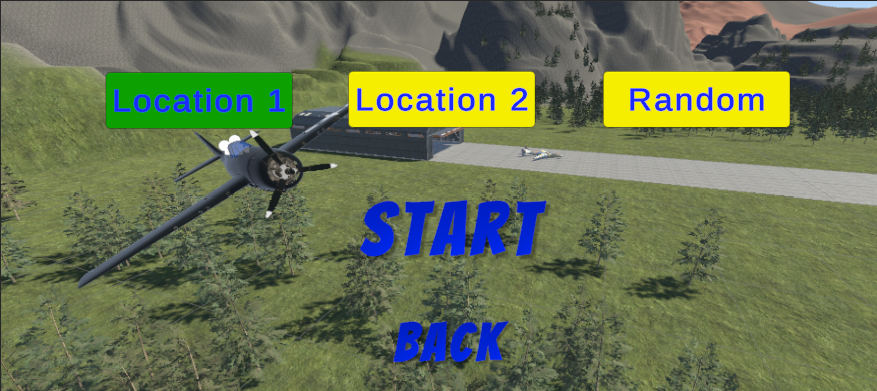 Location 1
Location 2
Random
START
BACK